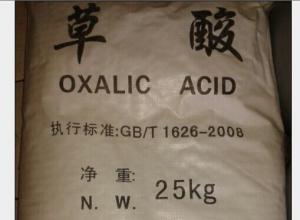 草 酸
OXALIC ACID
执行标准:GB/T 1626-2008
净 重: 25kg
N. W.